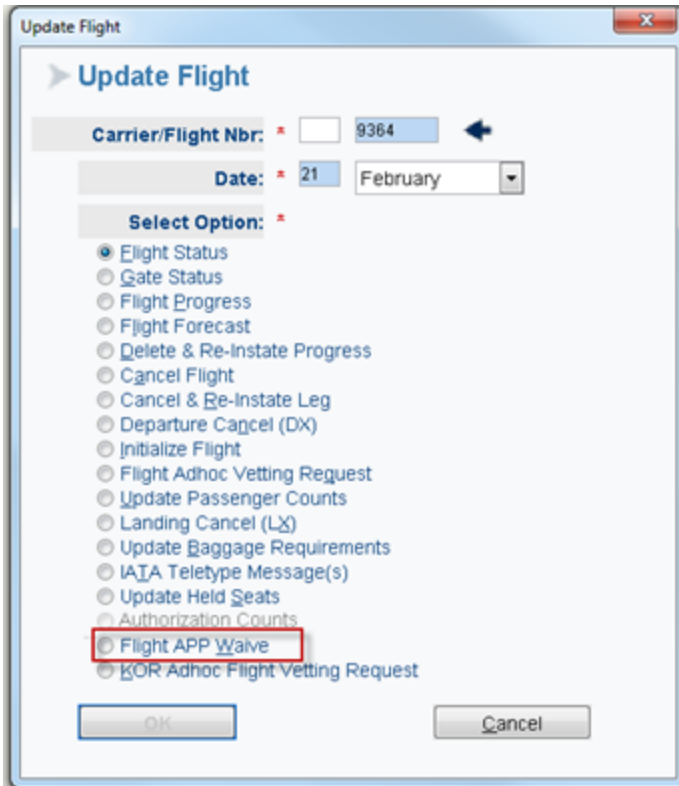 Update Flight
Update Flight
Carrier/Flight Nbr: * 9364
Date: * 21 February
Select Option: *
Flight Status
Gate Status
Flight Progress
Flight Forecast
Delete & Re-Instate Progress
Cancel Flight
Cancel & Re-Instate Leg
Departure Cancel (DX)
Initialize Flight
Flight Adhoc Vetting Request
Update Passenger Counts
Landing Cancel (LX)
Update Baggage Requirements
IATA Teletype Message(s)
Update Held Seats
Authorization Counts
Flight APP Waive
KOR Adhoc Flight Vetting Request
OK Cancel